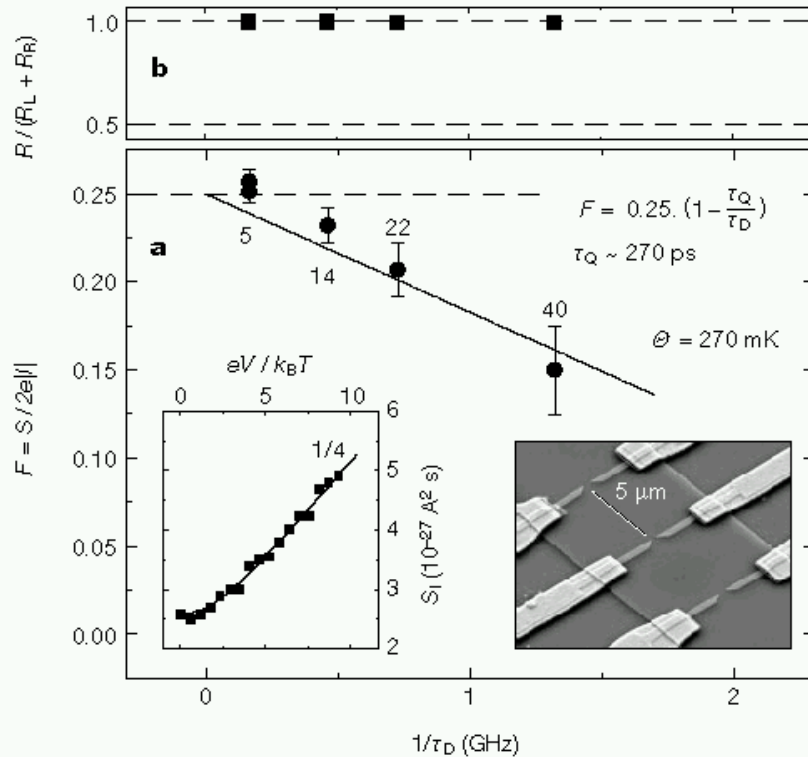 1.0
0.5
R / (R_L + R_R)
b
0.25
0.20
0.15
0.10
0.05
0.00
F = S / 2e|I|
a
F = 0.25. (1 – τ_Q/τ_D)
τ_Q ~ 270 ps
Θ = 270 mK
5
14
22
40
eV / k_BT
0 5 10
1/4
6
5
4
3
2
S_I (10⁻²⁷ A² s)
5 μm
0 1 2
1/τ_D (GHz)